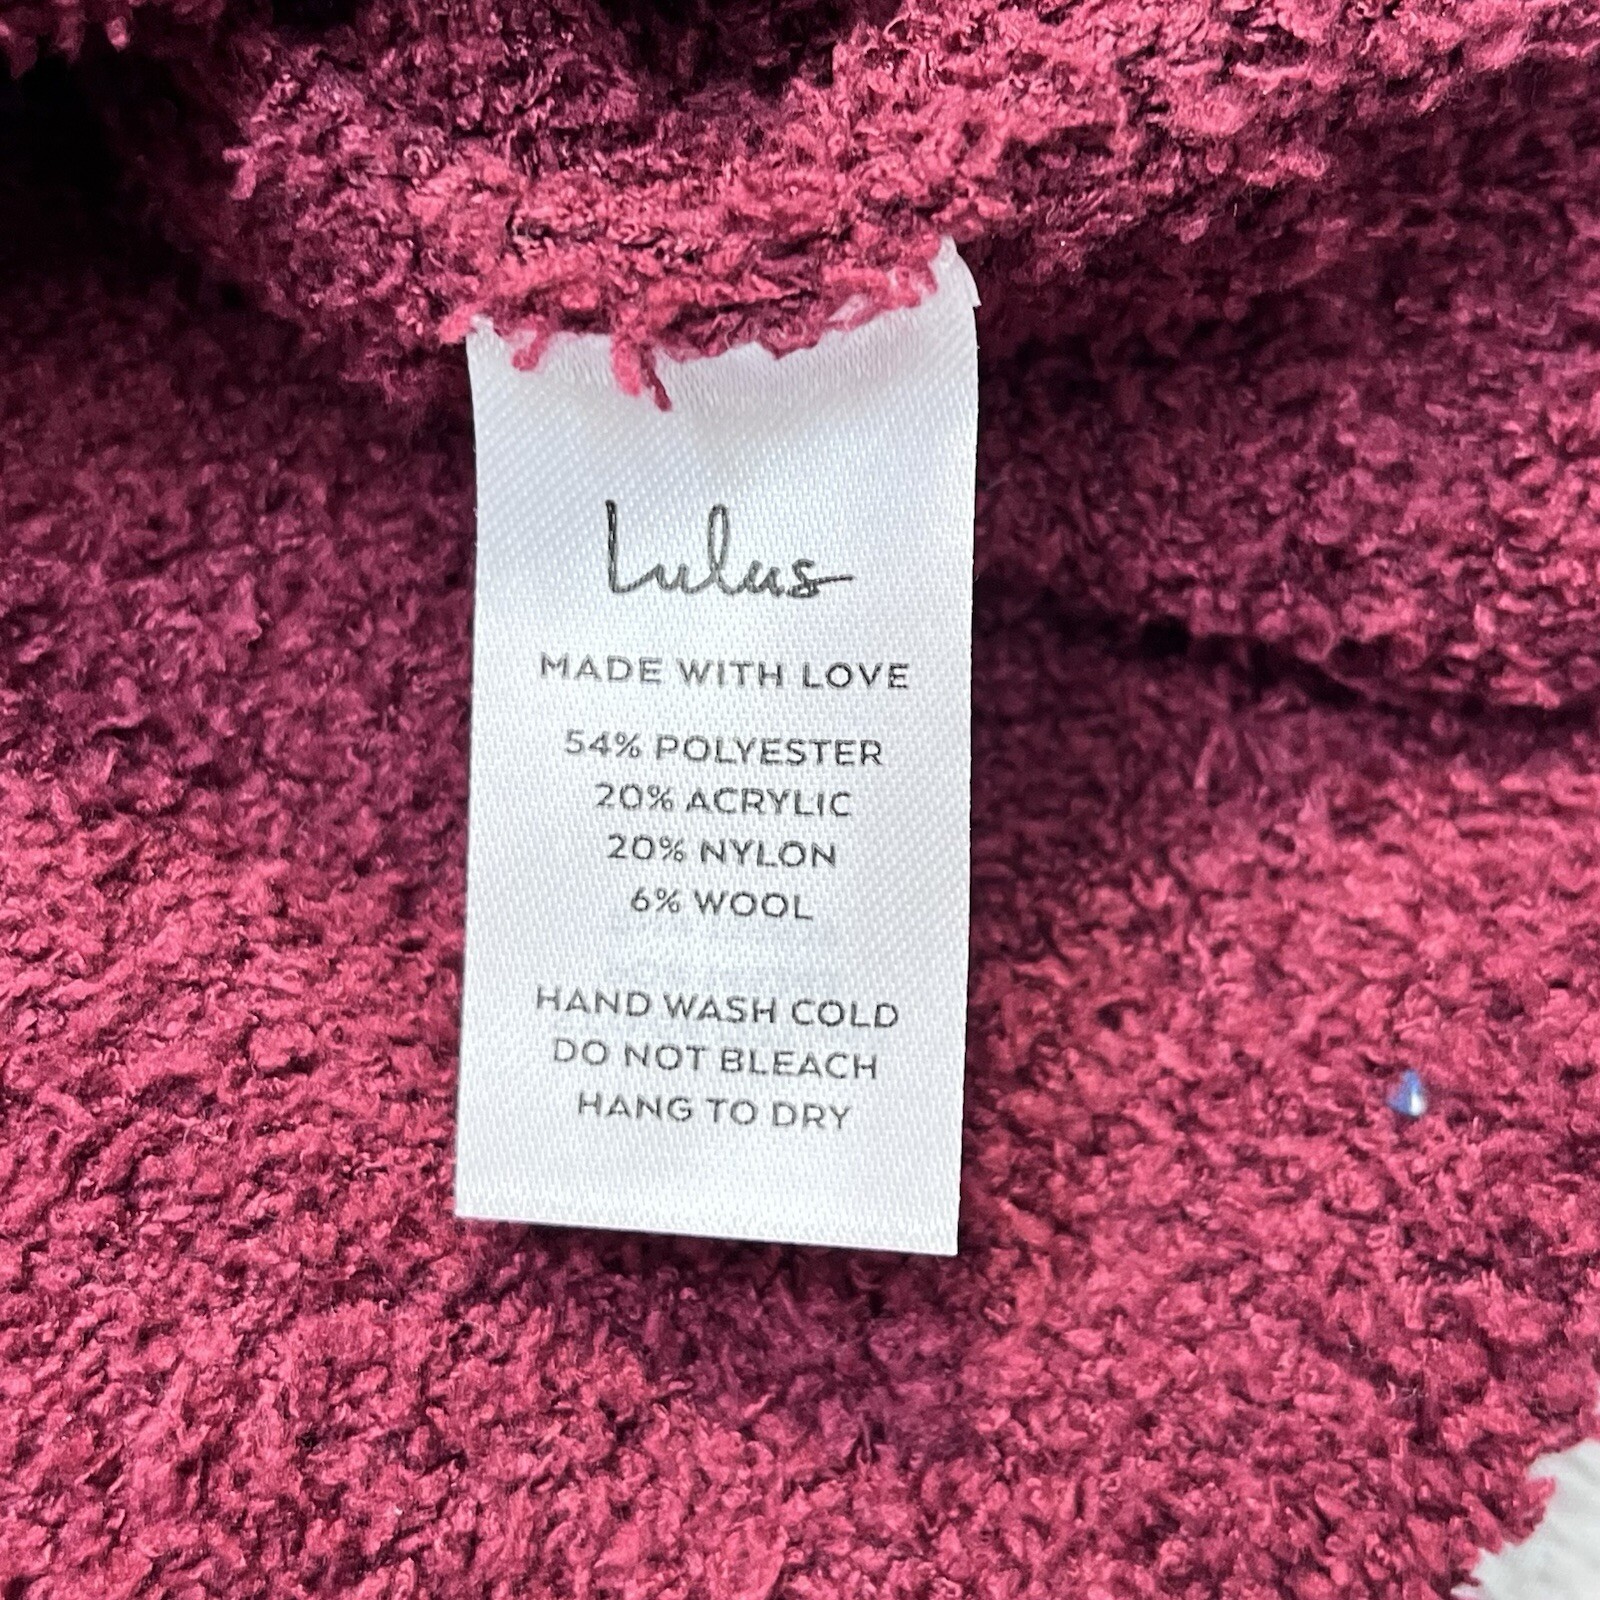 Lulus
MADE WITH LOVE
54% POLYESTER
20% ACRYLIC
20% NYLON
6% WOOL
HAND WASH COLD
DO NOT BLEACH
HANG TO DRY